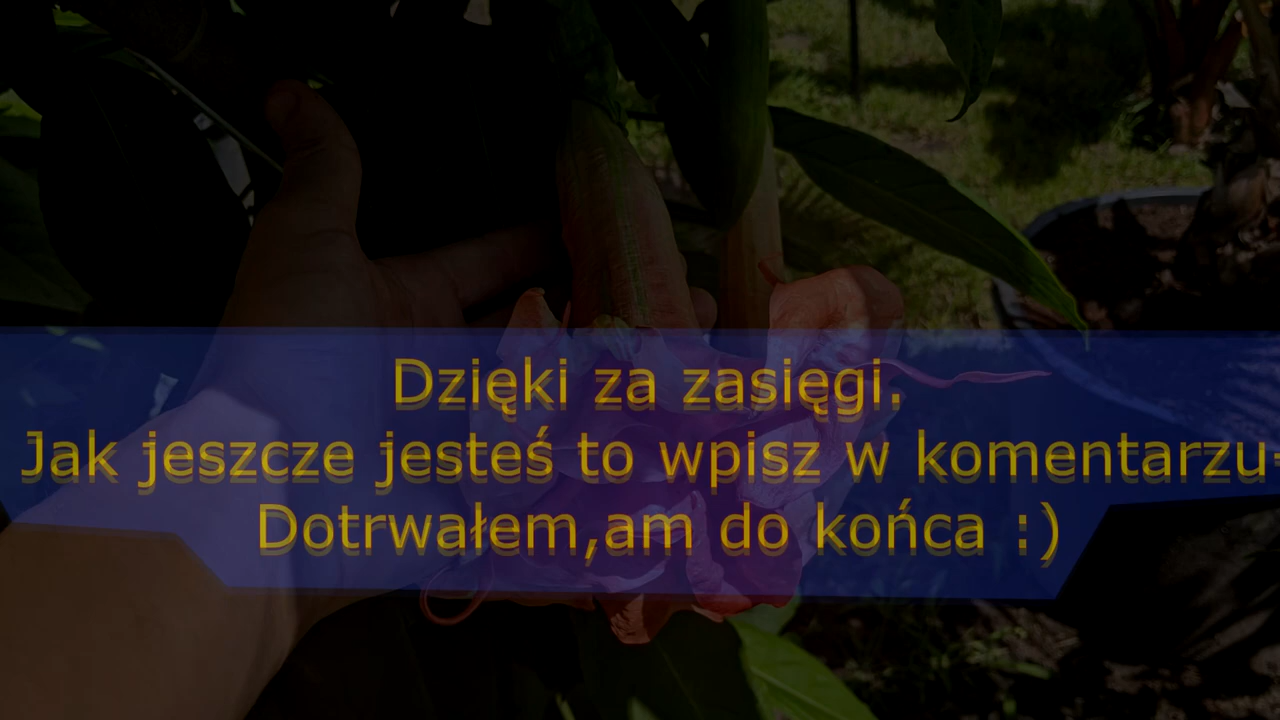 Dzięki za zasięgi.
Jak jeszcze jesteś to wpisz w komentarzu-
Dotrwałem,am do końca :)